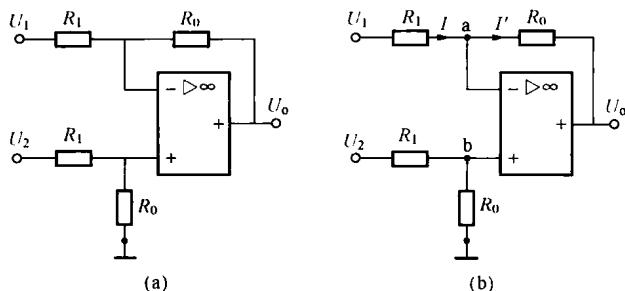 U₁ R₁ R₀
− ▷ ∞
+ Uₒ
U₂ R₁
+
R₀
(a)
U₁ R₁ I a I′ R₀
− ▷ ∞
+ Uₒ
U₂ R₁ b
+
R₀
(b)